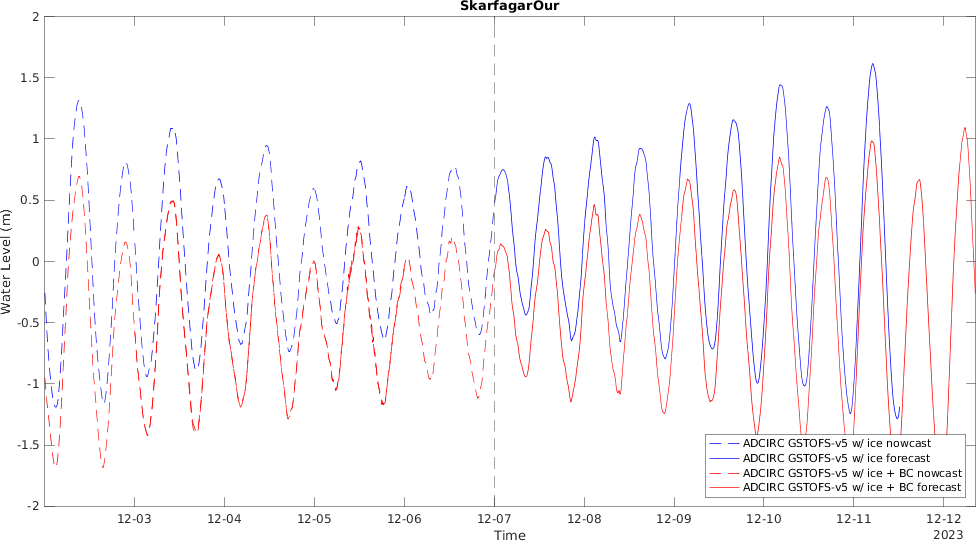 SkarfagarOur
Water Level (m)
2
1.5
1
0.5
0
-0.5
-1
-1.5
-2
ADCIRC GSTOFS-v5 w/ ice nowcast
ADCIRC GSTOFS-v5 w/ ice forecast
ADCIRC GSTOFS-v5 w/ ice + BC nowcast
ADCIRC GSTOFS-v5 w/ ice + BC forecast
12-03 12-04 12-05 12-06 12-07 12-08 12-09 12-10 12-11 12-12
Time
2023